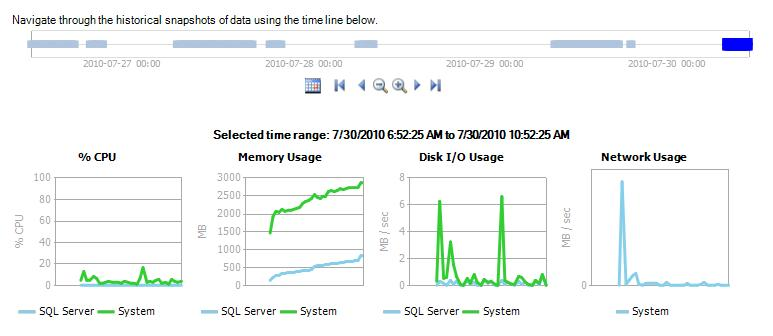 Navigate through the historical snapshots of data using the time line below.
2010-07-27 00:00 2010-07-28 00:00 2010-07-29 00:00 2010-07-30 00:00
Selected time range: 7/30/2010 6:52:25 AM to 7/30/2010 10:52:25 AM
% CPU Memory Usage Disk I/O Usage Network Usage
100 3000 8
80 2500 6
60 2000
% CPU MB MB / sec MB / sec
40 1500 4
1000
20 500 2
0 0 0 0
SQL Server System SQL Server System SQL Server System System